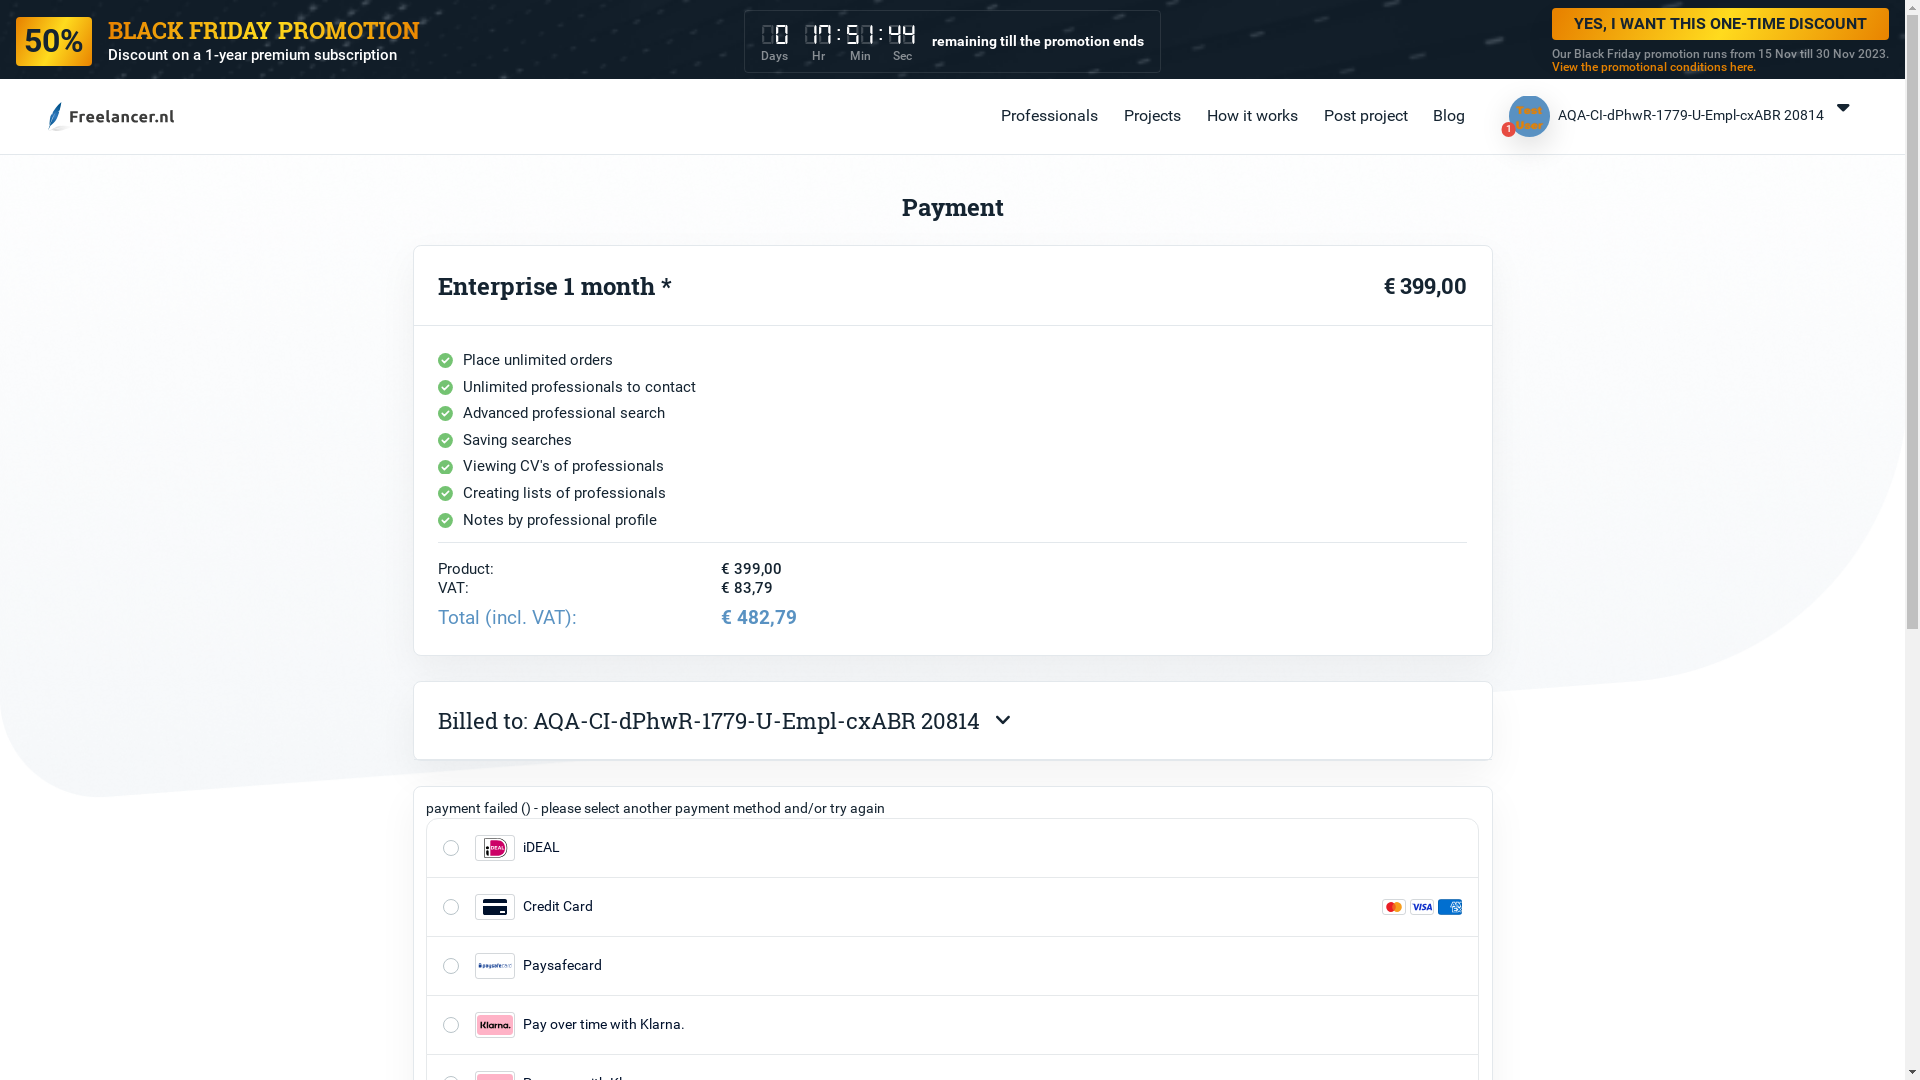 50%
BLACK FRIDAY PROMOTION
Discount on a 1-year premium subscription
0 17:51:44
Days Hr Min Sec
remaining till the promotion ends
YES, I WANT THIS ONE-TIME DISCOUNT
Our Black Friday promotion runs from 15 Nov till 30 Nov 2023.
View the promotional conditions here.
Freelancer.nl
Professionals
Projects
How it works
Post project
Blog
Test User
1
AQA-CI-dPhwR-1779-U-Empl-cxABR 20814
Payment
Enterprise 1 month *
€ 399,00
Place unlimited orders
Unlimited professionals to contact
Advanced professional search
Saving searches
Viewing CV's of professionals
Creating lists of professionals
Notes by professional profile
Product: € 399,00
VAT: € 83,79
Total (incl. VAT): € 482,79
Billed to: AQA-CI-dPhwR-1779-U-Empl-cxABR 20814
payment failed () - please select another payment method and/or try again
iDEAL iDEAL
Credit Card
VISA
paysafecard Paysafecard
Klarna. Pay over time with Klarna.